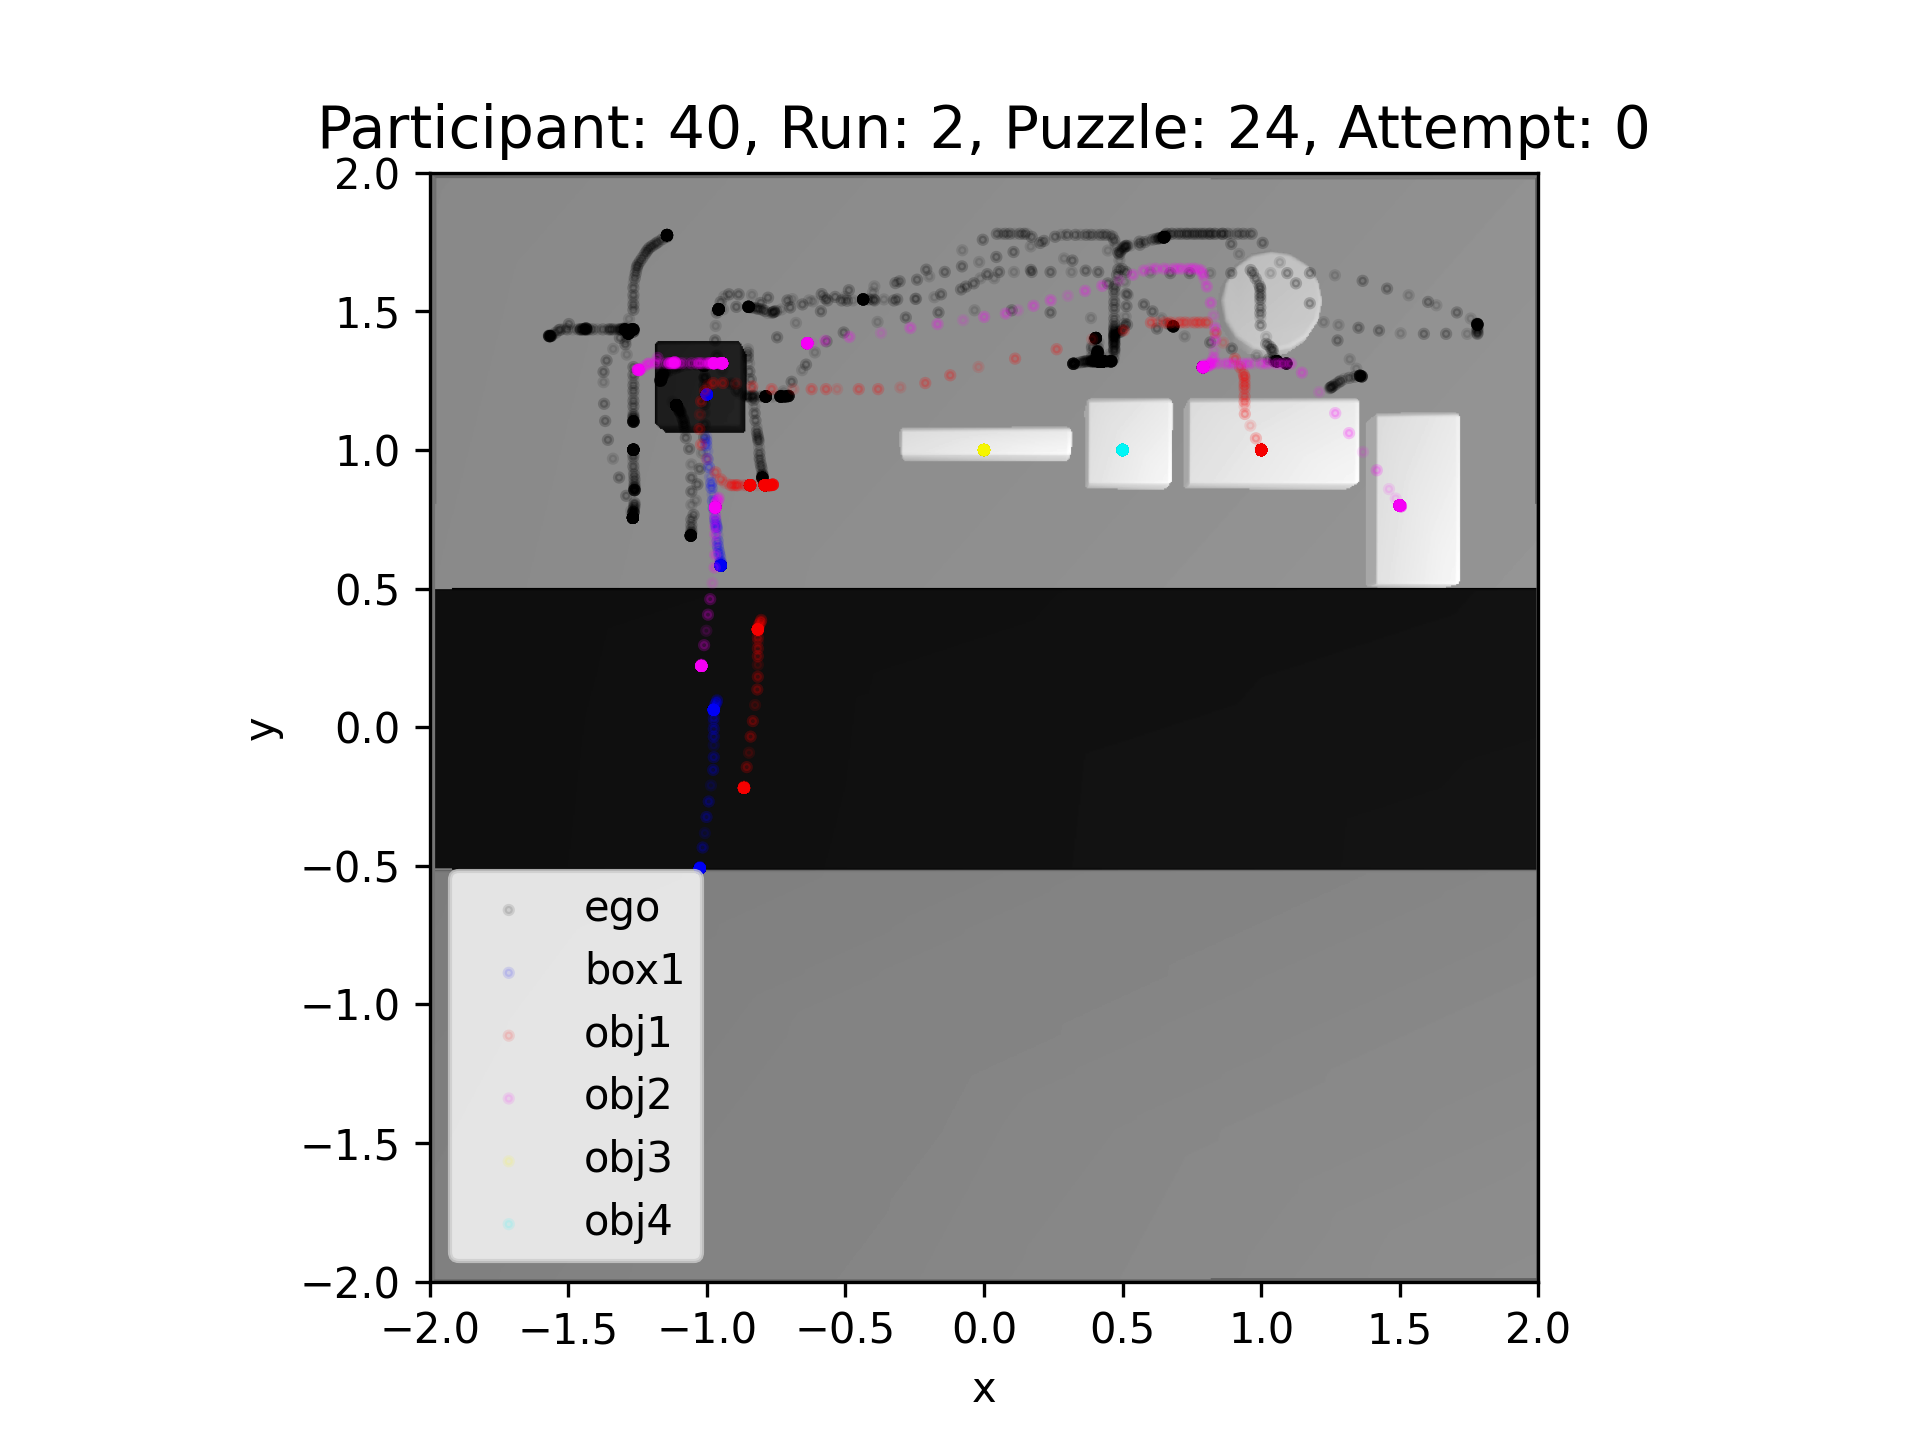 Participant: 40, Run: 2, Puzzle: 24, Attempt: 0
2.0
1.5
1.0
0.5
0.0
−0.5
−1.0
−1.5
−2.0
y
ego
box1
obj1
obj2
obj3
obj4
−2.0 −1.5 −1.0 −0.5 0.0 0.5 1.0 1.5 2.0
x